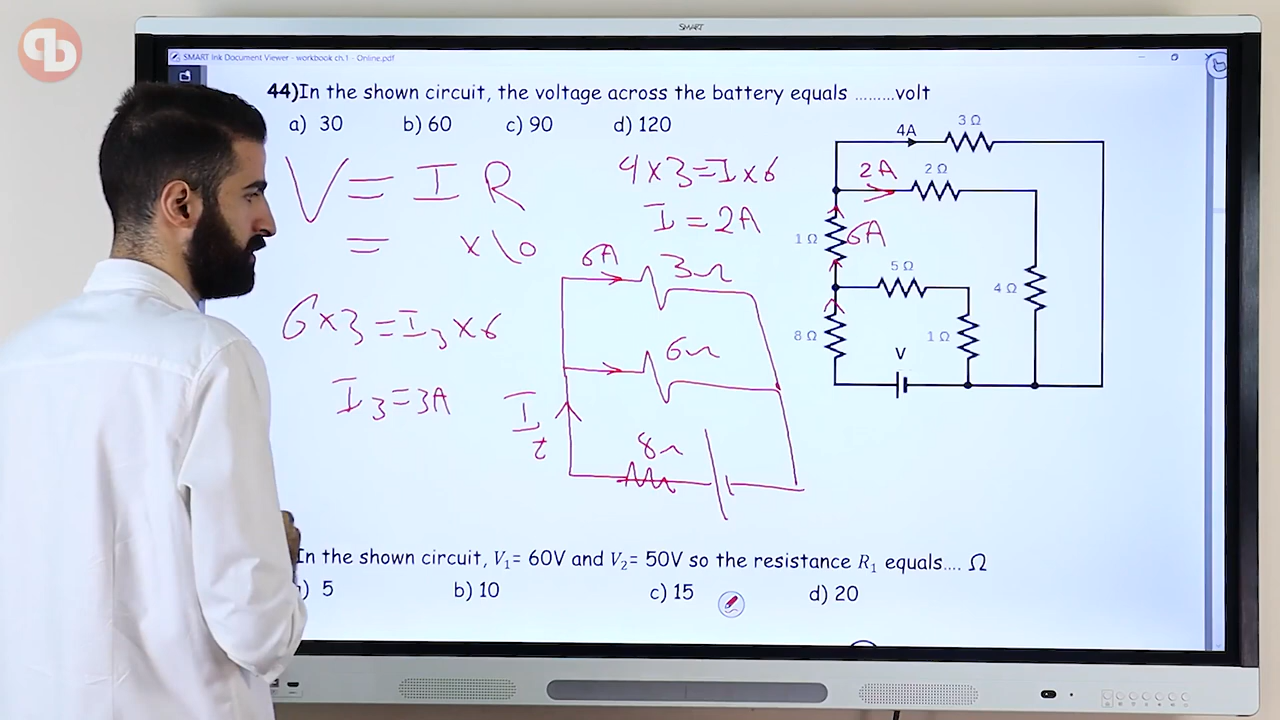 SMART
SMART Ink Document Viewer - workbook ch.1 - Online.pdf
44)In the shown circuit, the voltage across the battery equals .........volt
a) 30 b) 60 c) 90 d) 120
V = I R
= x10
4 x 3 = I x 6
I = 2A
6 x 3 = I3 x 6
I3 = 3A
6A 3Ω
6Ω
It
8Ω
4A 3 Ω
2A 2 Ω
1 Ω 6A
5 Ω
4 Ω
8 Ω 1 Ω
V
In the shown circuit, V1= 60V and V2= 50V so the resistance R1 equals.... Ω
) 5 b) 10 c) 15 d) 20